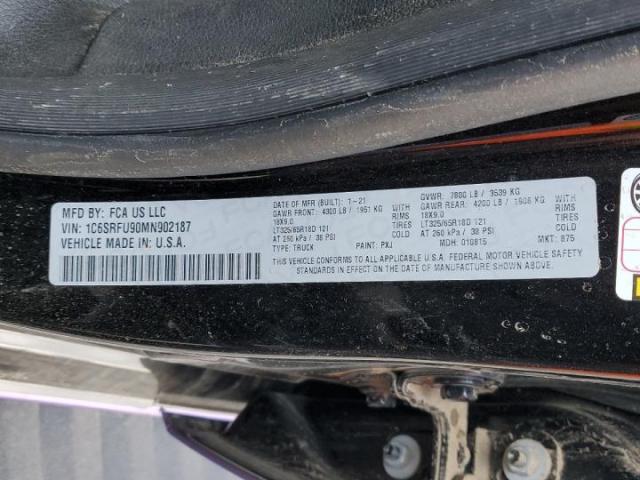 MFD BY: FCA US LLC
VIN: 1C6SRFU90MN902187
VEHICLE MADE IN: U.S.A.
DATE OF MFR (BUILT): 1-21 GVWR: 7800 LB / 3539 KG
GAWR FRONT: 4300 LB / 1951 KG WITH GAWR REAR: 4200 LB / 1906 KG WITH
18X9.0 RIMS 18X9.0 RIMS
LT325/65R18D 121 TIRES LT325/65R18D 121 TIRES
AT 260 kPa / 38 PSI AT 260 kPa / 38 PSI
TYPE: TRUCK PAINT: PXJ MDH: 010815 MKT: 875
THIS VEHICLE CONFORMS TO ALL APPLICABLE U.S.A. FEDERAL MOTOR VEHICLE SAFETY
STANDARDS IN EFFECT ON THE DATE OF MANUFACTURE SHOWN ABOVE.